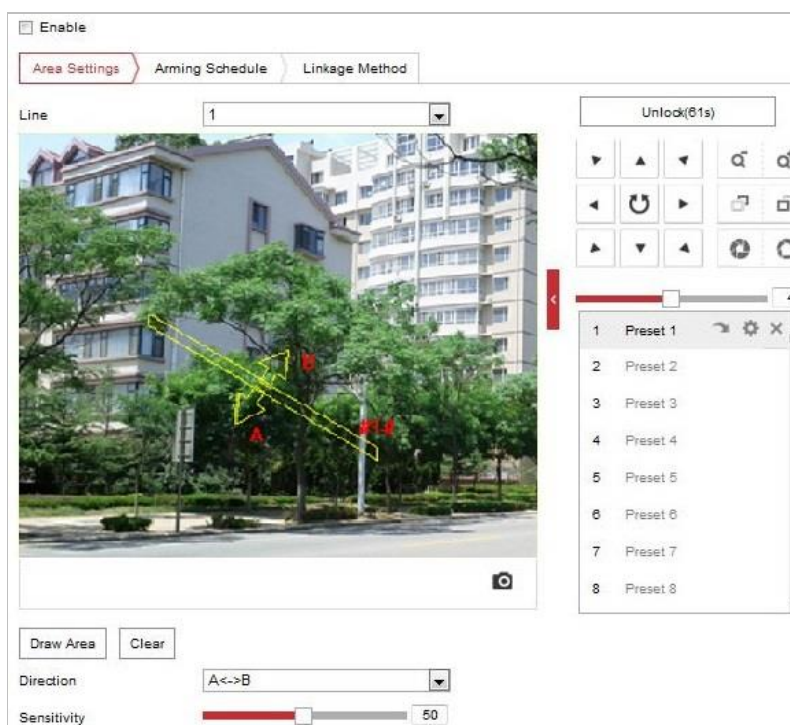 Enable
Area Settings Arming Schedule Linkage Method
Line 1
Unlock(61s)
B
A
#1#
4
1 Preset 1
2 Preset 2
3 Preset 3
4 Preset 4
5 Preset 5
6 Preset 6
7 Preset 7
8 Preset 8
Draw Area Clear
Direction A<->B
Sensitivity 50